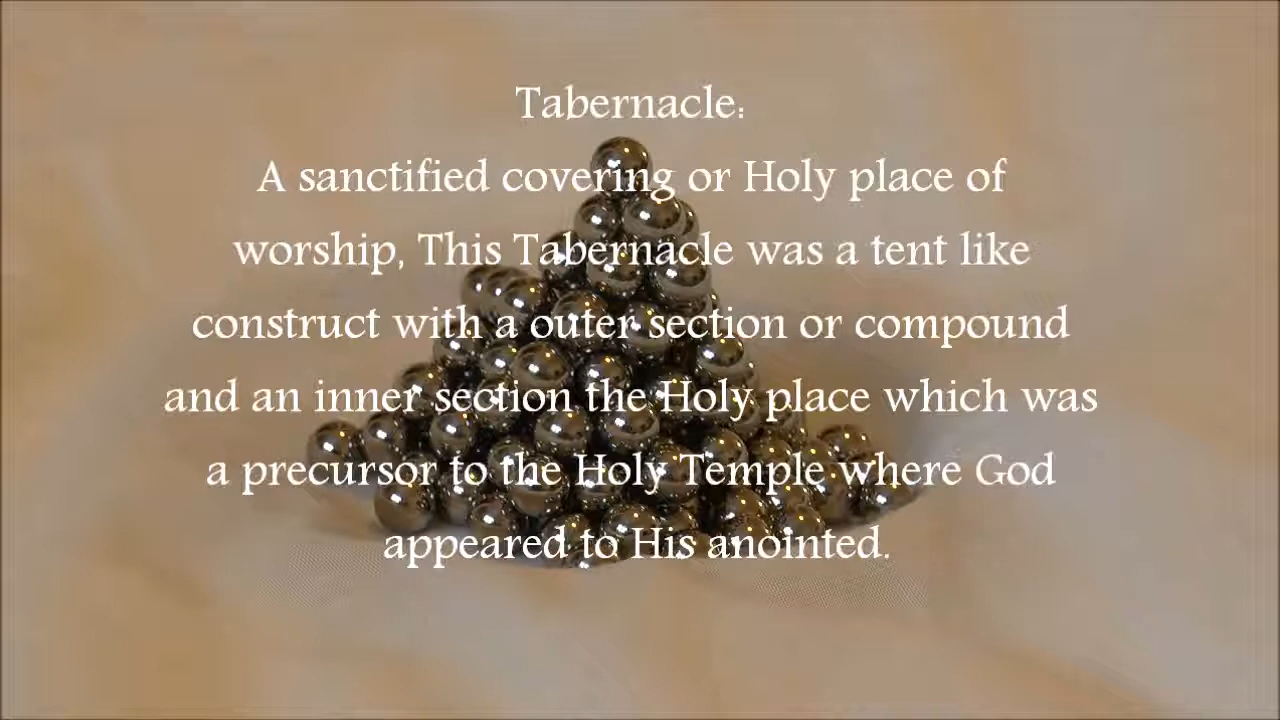 Tabernacle:
A sanctified covering or Holy place of
worship, This Tabernacle was a tent like
construct with a outer section or compound
and an inner section the Holy place which was
a precursor to the Holy Temple where God
appeared to His anointed.